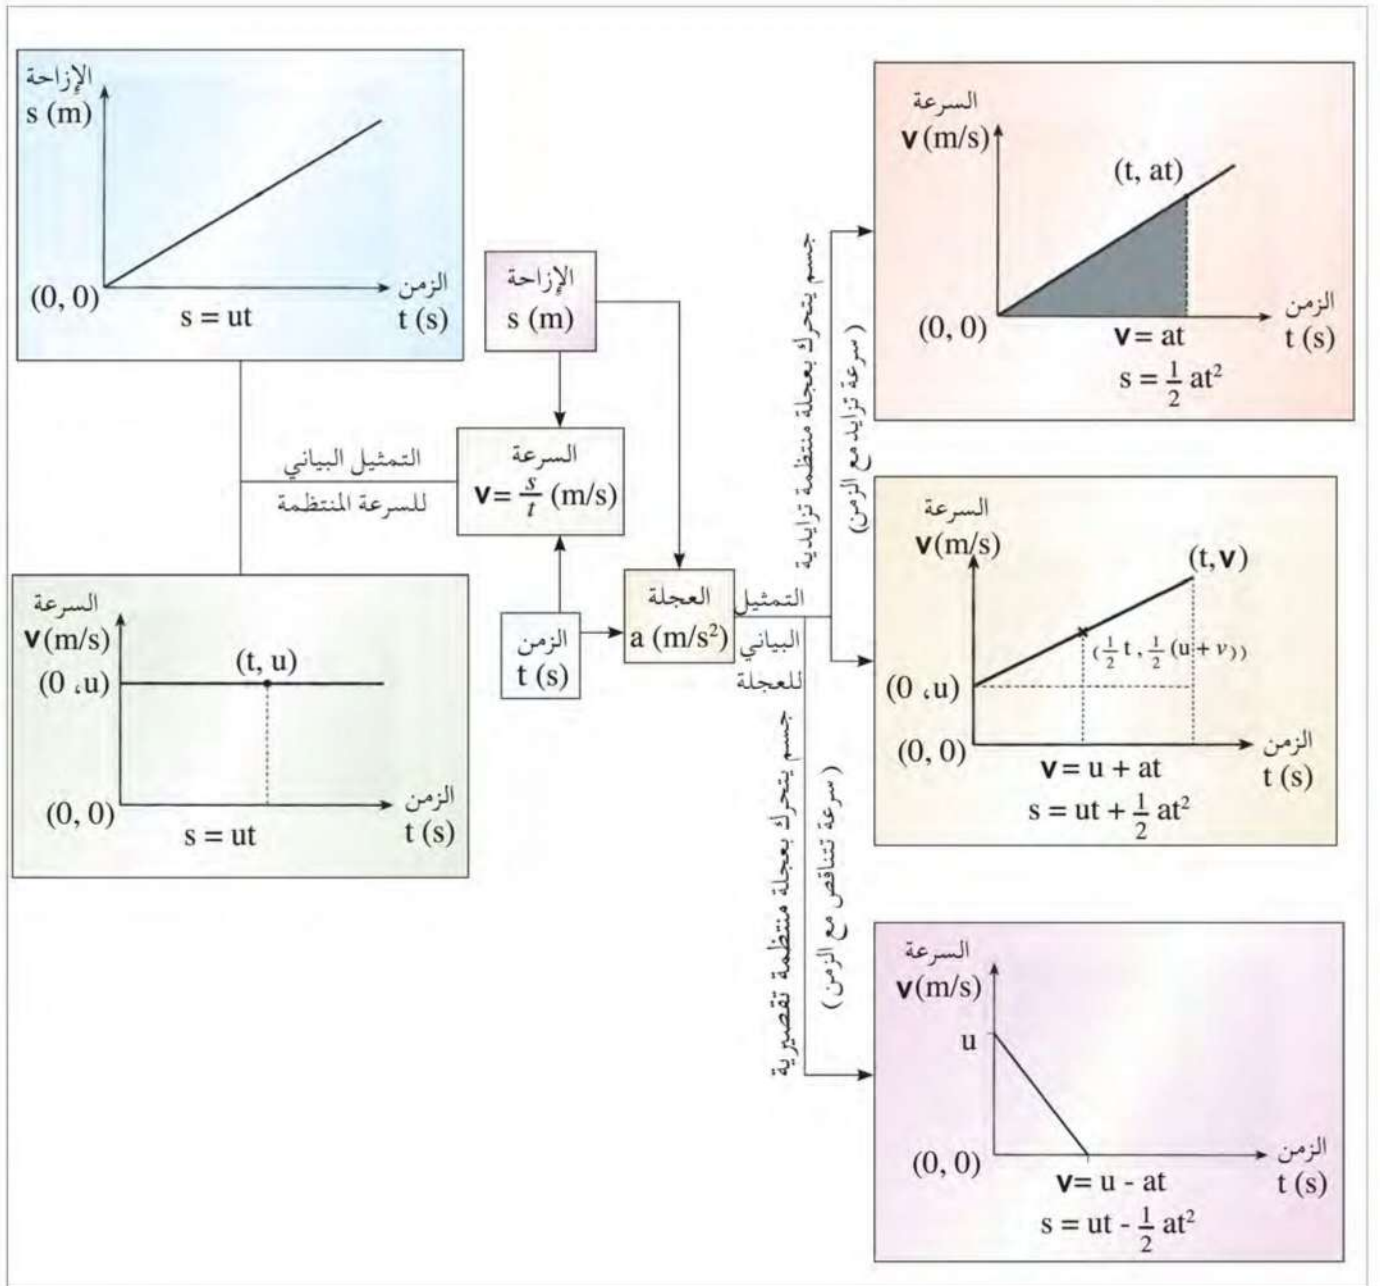 الإزاحة
s (m)
(0, 0)
s = ut
الزمن
t (s)
الإزاحة
s (m)
التمثيل البياني
للسرعة المنتظمة
السرعة
v= s/t (m/s)
السرعة
v(m/s)
(t, u)
(0 ،u)
(0, 0)
s = ut
الزمن
t (s)
الزمن
t (s)
العجلة
a (m/s²)
التمثيل
البياني
للعجلة
جسم يتحرك بعجلة منتظمة تزايدية
(سرعة تزايد مع الزمن)
جسم يتحرك بعجلة منتظمة تقصيرية
(سرعة تتناقص مع الزمن)
السرعة
v(m/s)
(t, at)
(0, 0)
الزمن
t (s)
v= at
s = 1/2 at²
السرعة
v(m/s)
(t,v)
(1/2 t , 1/2 (u + v))
(0 ،u)
(0, 0)
الزمن
t (s)
v= u + at
s = ut + 1/2 at²
السرعة
v(m/s)
u
(0, 0)
الزمن
t (s)
v= u - at
s = ut - 1/2 at²